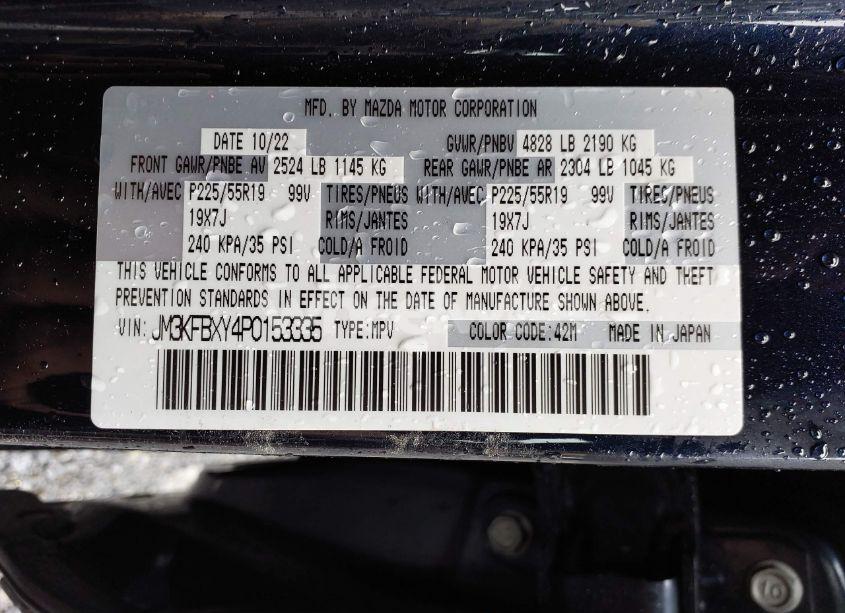 MFD. BY MAZDA MOTOR CORPORATION
DATE 10/22 GVWR/PNBV 4828 LB 2190 KG
FRONT GAWR/PNBE AV 2524 LB 1145 KG REAR GAWR/PNBE AR 2304 LB 1045 KG
WITH/AVEC P225/55R19 99V TIRES/PNEUS WITH/AVEC P225/55R19 99V TIRES/PNEUS
19X7J RIMS/JANTES 19X7J RIMS/JANTES
240 KPA/35 PSI COLD/A FROID 240 KPA/35 PSI COLD/A FROID
THIS VEHICLE CONFORMS TO ALL APPLICABLE FEDERAL MOTOR VEHICLE SAFETY AND THEFT
PREVENTION STANDARDS IN EFFECT ON THE DATE OF MANUFACTURE SHOWN ABOVE.
VIN: JM3KFBXY4P0153335 TYPE:MPV COLOR CODE:42M MADE IN JAPAN